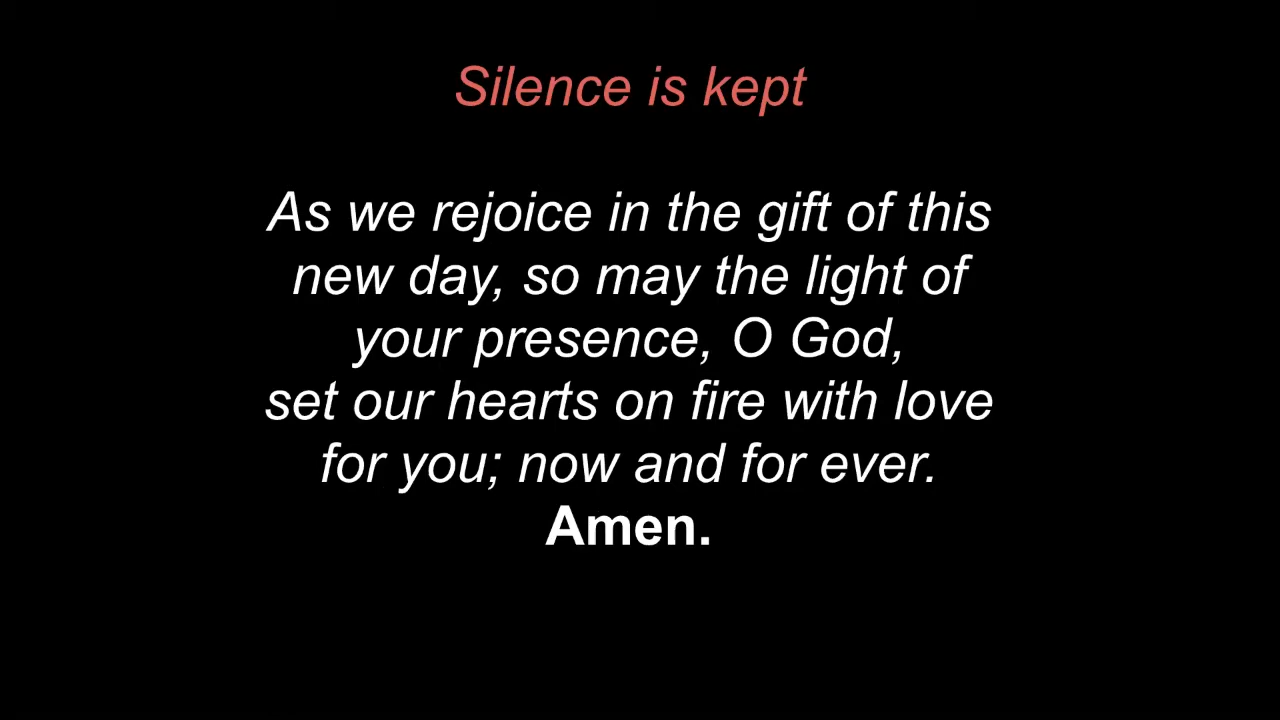 Silence is kept
As we rejoice in the gift of this
new day, so may the light of
your presence, O God,
set our hearts on fire with love
for you; now and for ever.
Amen.